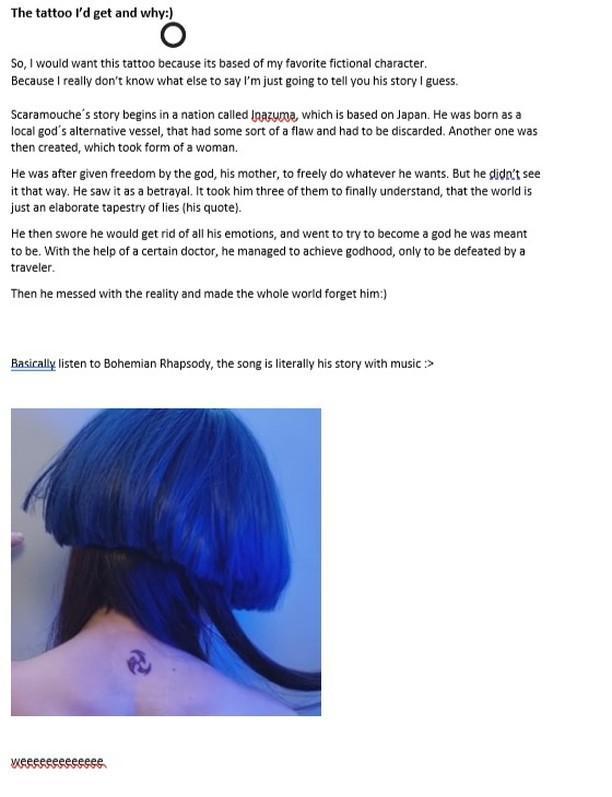 The tattoo I'd get and why:)
So, I would want this tattoo because its based of my favorite fictional character.
Because I really don't know what else to say I'm just going to tell you his story I guess.
Scaramouche´s story begins in a nation called Inazuma, which is based on Japan. He was born as a
local god´s alternative vessel, that had some sort of a flaw and had to be discarded. Another one was
then created, which took form of a woman.
He was after given freedom by the god, his mother, to freely do whatever he wants. But he didn't see
it that way. He saw it as a betrayal. It took him three of them to finally understand, that the world is
just an elaborate tapestry of lies (his quote).
He then swore he would get rid of all his emotions, and went to try to become a god he was meant
to be. With the help of a certain doctor, he managed to achieve godhood, only to be defeated by a
traveler.
Then he messed with the reality and made the whole world forget him:)
Basically listen to Bohemian Rhapsody, the song is literally his story with music :>
weeeeeeeeeeeee